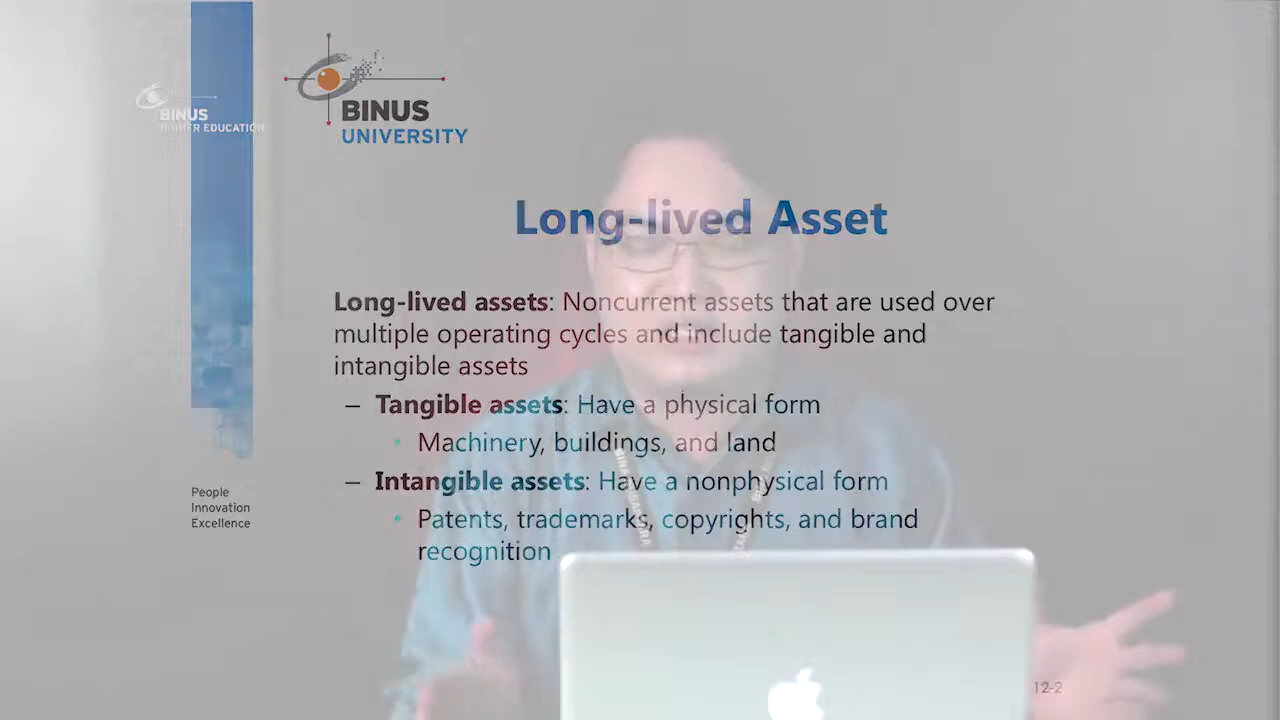 BINUS
HIGHER EDUCATION
BINUS
UNIVERSITY
Long-lived Asset
Long-lived assets: Noncurrent assets that are used over
multiple operating cycles and include tangible and
intangible assets
– Tangible assets: Have a physical form
• Machinery, buildings, and land
– Intangible assets: Have a nonphysical form
• Patents, trademarks, copyrights, and brand
recognition
People
Innovation
Excellence
12-2